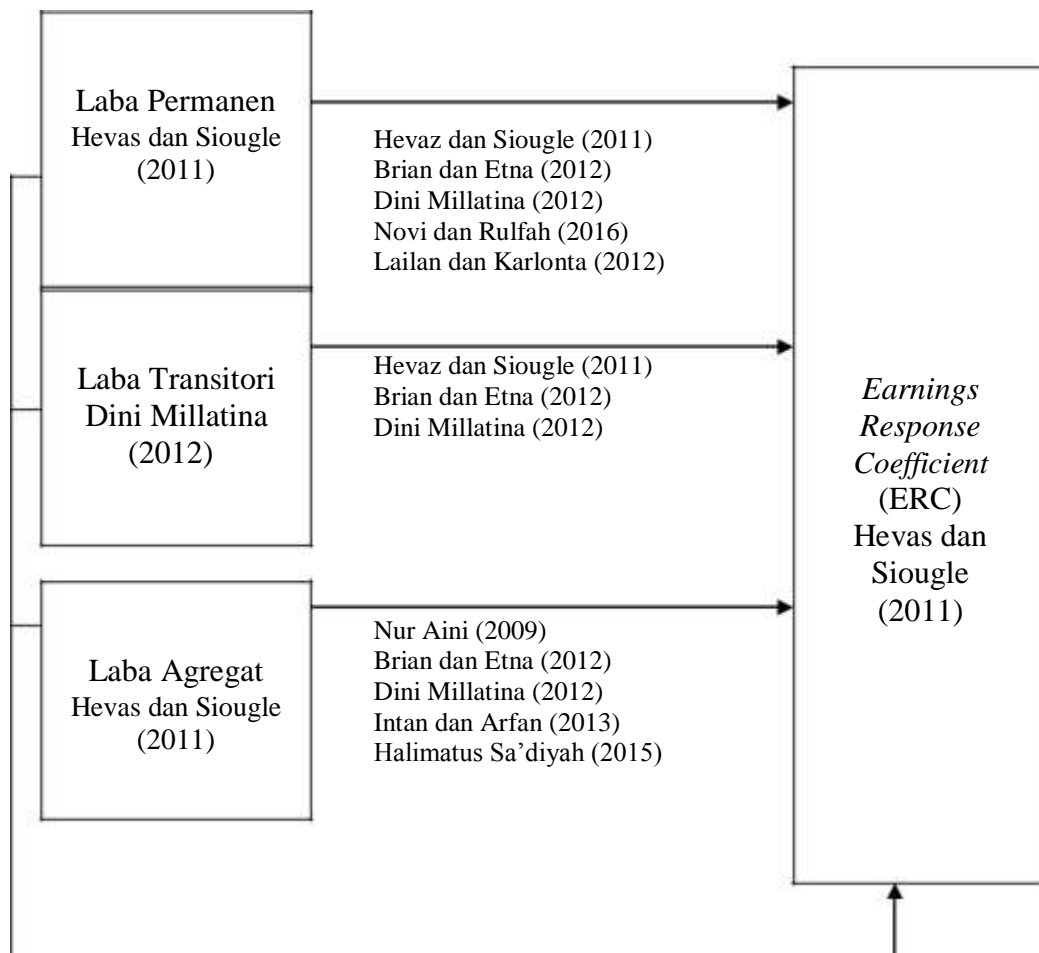 Laba Permanen
Hevas dan Siougle
(2011)
Hevaz dan Siougle (2011)
Brian dan Etna (2012)
Dini Millatina (2012)
Novi dan Rulfah (2016)
Lailan dan Karlonta (2012)
Laba Transitori
Dini Millatina
(2012)
Hevaz dan Siougle (2011)
Brian dan Etna (2012)
Dini Millatina (2012)
Laba Agregat
Hevas dan Siougle
(2011)
Nur Aini (2009)
Brian dan Etna (2012)
Dini Millatina (2012)
Intan dan Arfan (2013)
Halimatus Sa’diyah (2015)
Earnings
Response
Coefficient
(ERC)
Hevas dan
Siougle
(2011)